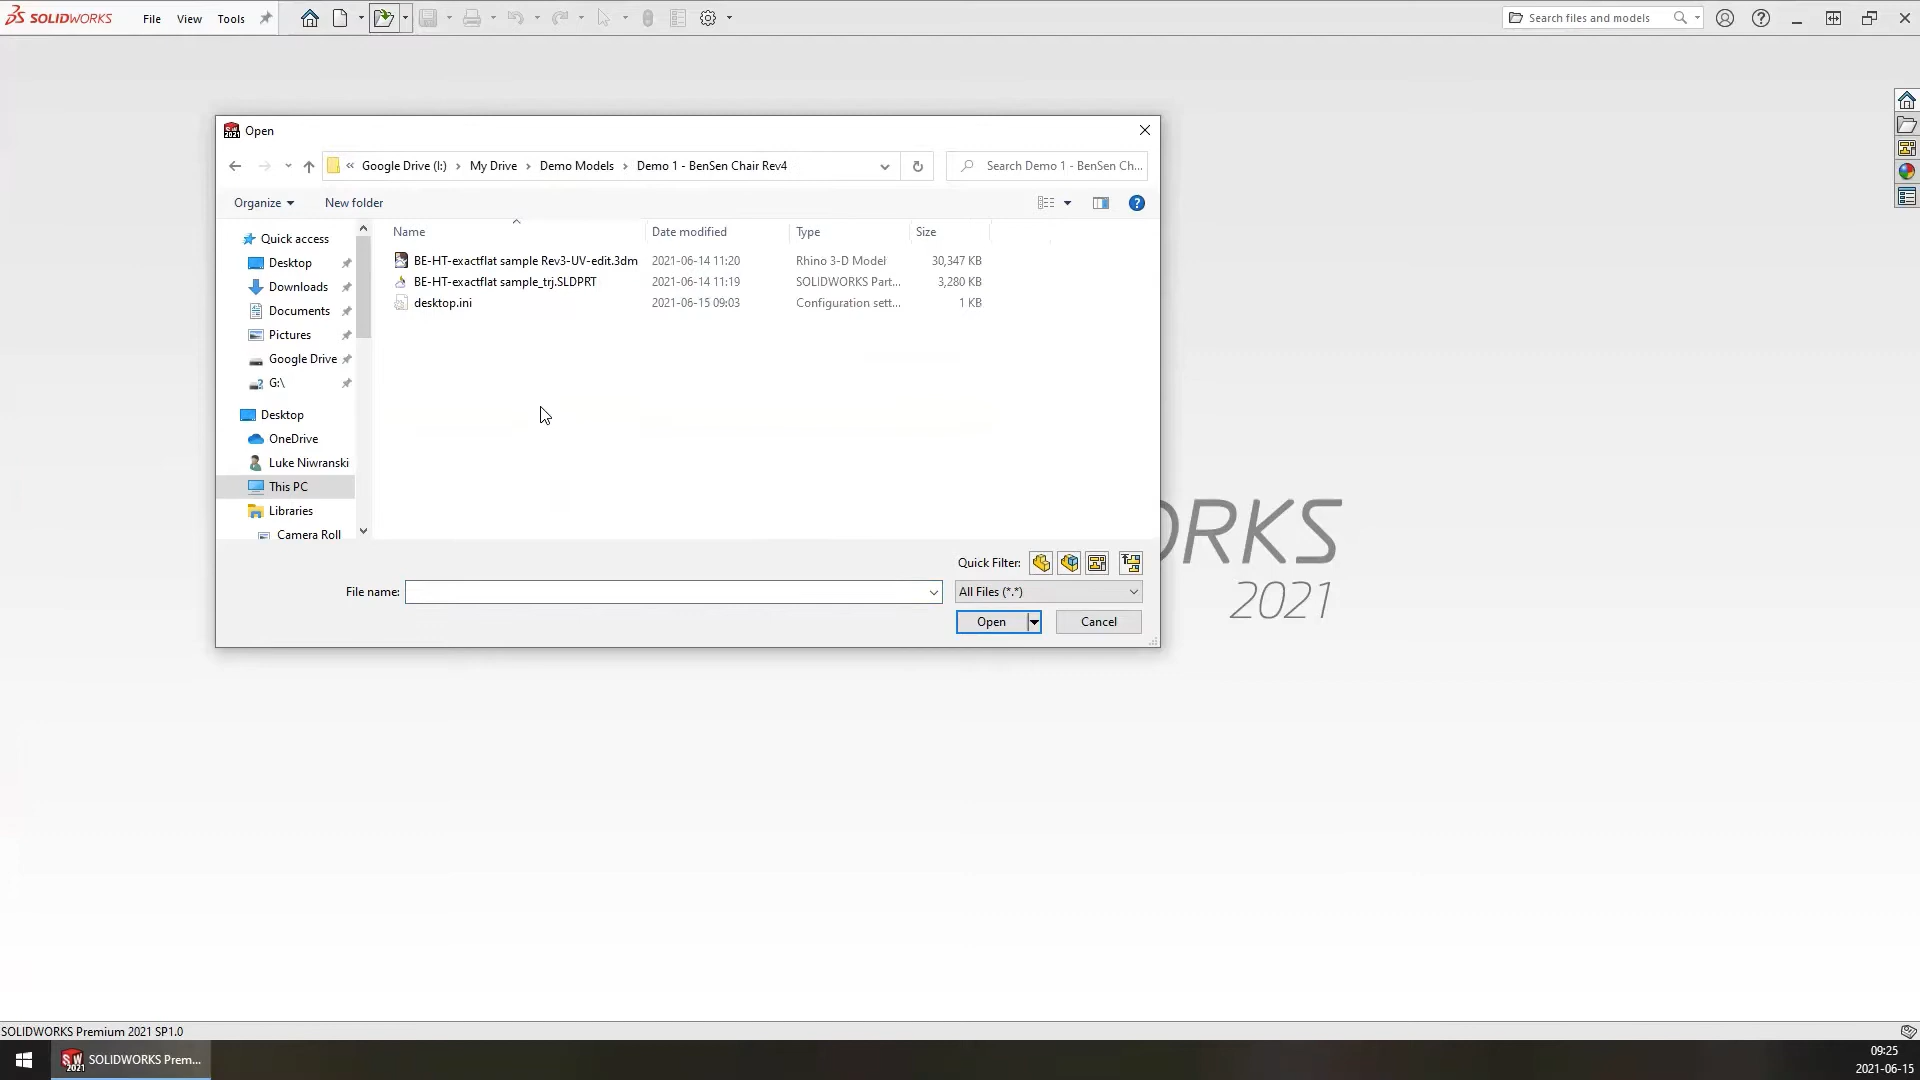 SOLIDWORKS File View Tools Search files and models
Open
« Google Drive (I:) › My Drive › Demo Models › Demo 1 - BenSen Chair Rev4 Search Demo 1 - BenSen Ch...
Organize New folder
Name Date modified Type Size
BE-HT-exactflat sample Rev3-UV-edit.3dm 2021-06-14 11:20 Rhino 3-D Model 30,347 KB
BE-HT-exactflat sample_trj.SLDPRT 2021-06-14 11:19 SOLIDWORKS Part... 3,280 KB
desktop.ini 2021-06-15 09:03 Configuration sett... 1 KB
Quick access
Desktop
Downloads
Documents
Pictures
Google Drive
G:\
Desktop
OneDrive
Luke Niwranski
This PC
Libraries
Camera Roll
Quick Filter:
File name: All Files (*.*)
Open Cancel
ORKS
2021
SOLIDWORKS Premium 2021 SP1.0
SW 2021 SOLIDWORKS Prem...
09:25
2021-06-15